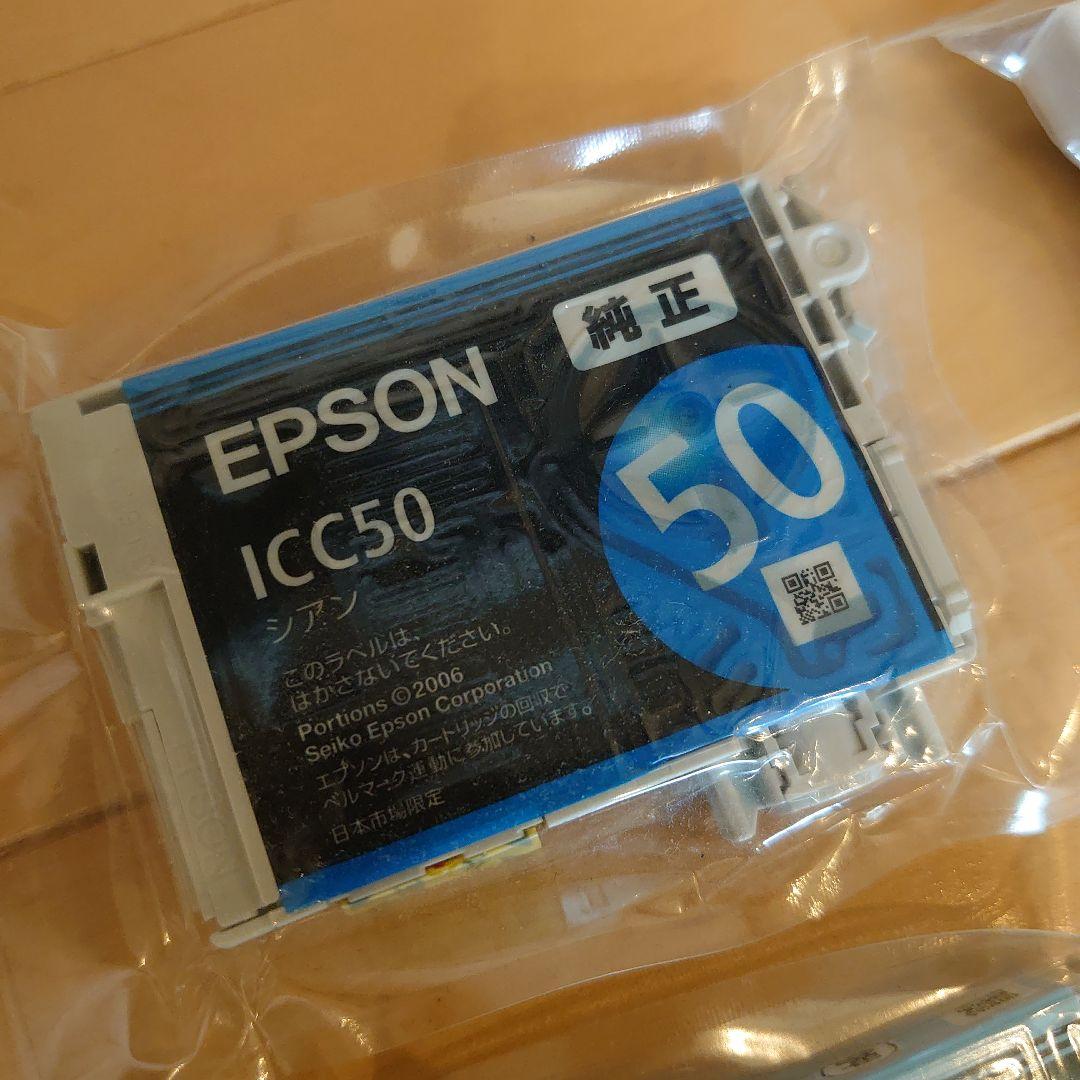 純正
EPSON
50
ICC50
シアン
このラベルは、
はがさないでください。
Portions ©2006
Seiko Epson Corporation
エプソンは、カートリッジの回収で
ベルマーク運動に参加しています。
日本市場限定